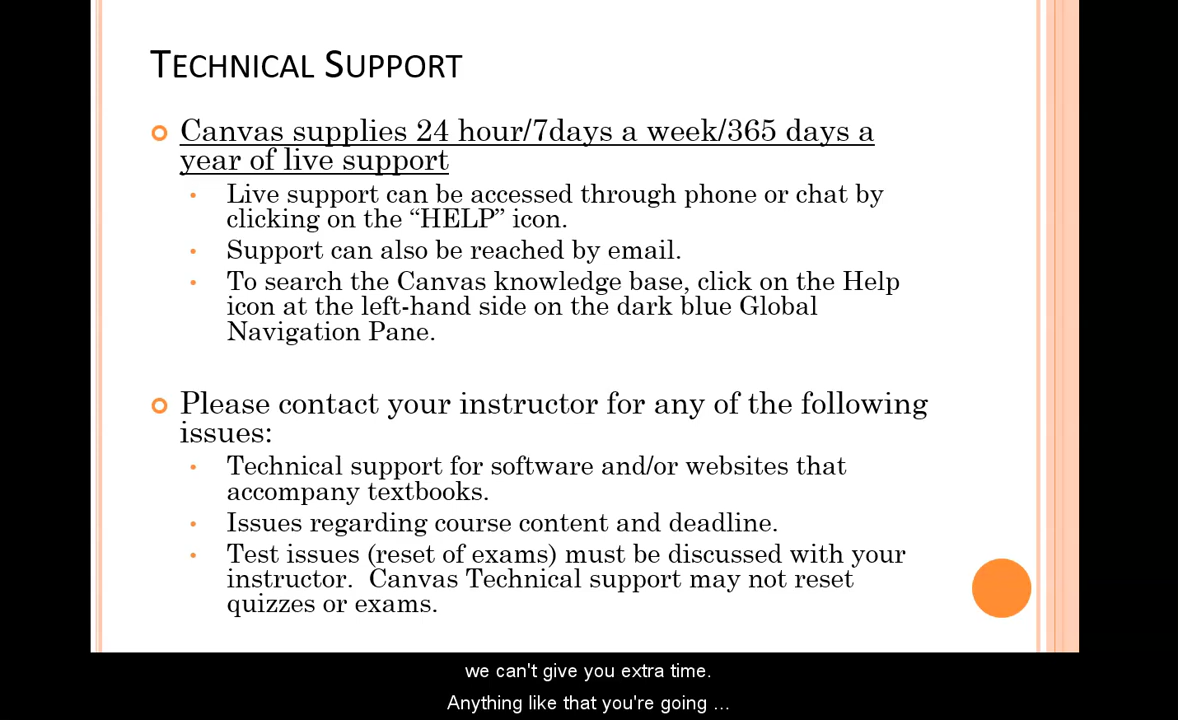 TECHNICAL SUPPORT
Canvas supplies 24 hour/7days a week/365 days a
year of live support
Live support can be accessed through phone or chat by
clicking on the “HELP” icon.
Support can also be reached by email.
To search the Canvas knowledge base, click on the Help
icon at the left-hand side on the dark blue Global
Navigation Pane.
Please contact your instructor for any of the following
issues:
Technical support for software and/or websites that
accompany textbooks.
Issues regarding course content and deadline.
Test issues (reset of exams) must be discussed with your
instructor.  Canvas Technical support may not reset
quizzes or exams.
we can't give you extra time.
Anything like that you're going ...